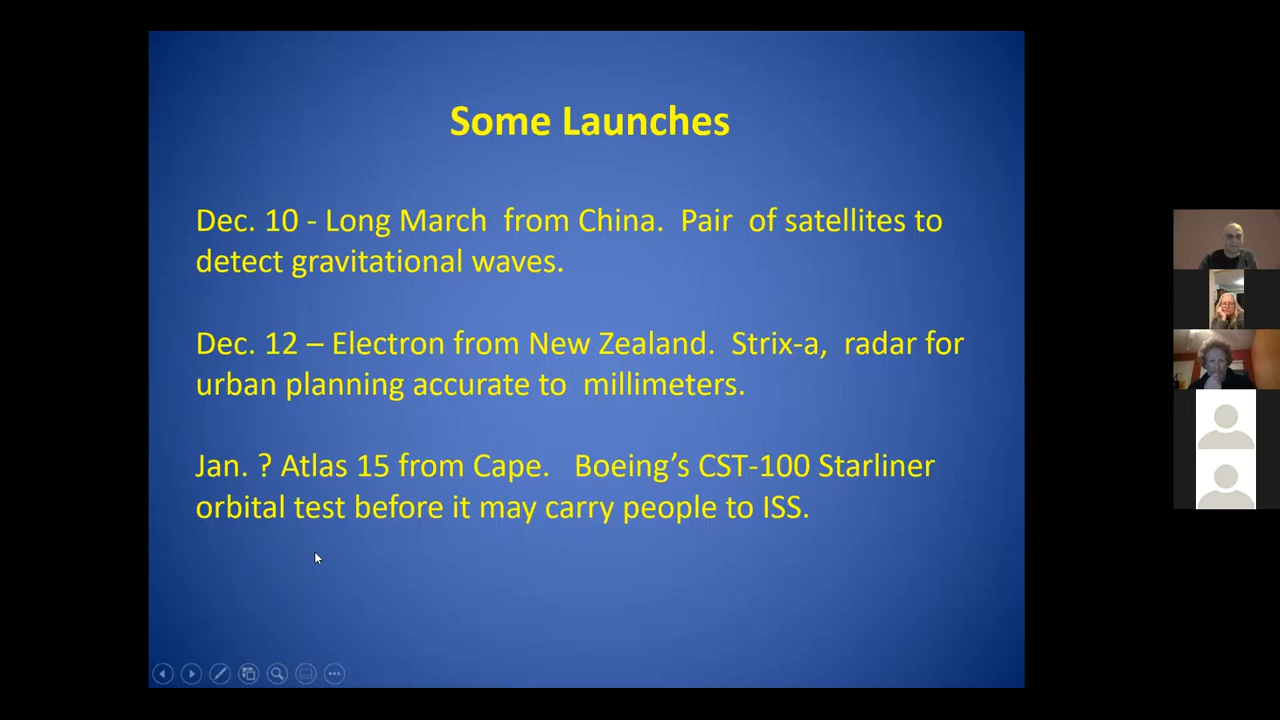 Some Launches
Dec. 10 - Long March from China. Pair of satellites to
detect gravitational waves.
Dec. 12 – Electron from New Zealand. Strix-a, radar for
urban planning accurate to millimeters.
Jan. ? Atlas 15 from Cape. Boeing’s CST-100 Starliner
orbital test before it may carry people to ISS.